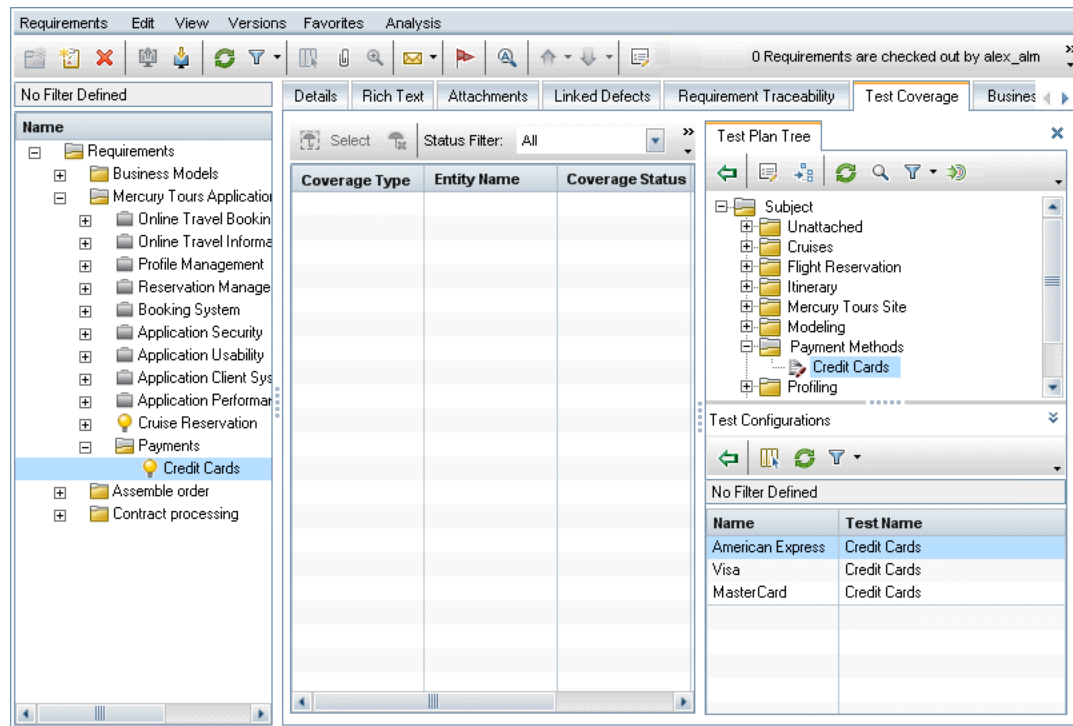 Requirements Edit View Versions Favorites Analysis
0 Requirements are checked out by alex_alm
No Filter Defined
Name
Requirements
Business Models
Mercury Tours Application
Online Travel Bookin
Online Travel Informa
Profile Management
Reservation Manage
Booking System
Application Security
Application Usability
Application Client Sys
Application Performar
Cruise Reservation
Payments
Credit Cards
Assemble order
Contract processing
Details Rich Text Attachments Linked Defects Requirement Traceability Test Coverage Busines
Select Status Filter: All
Coverage Type Entity Name Coverage Status
Test Plan Tree
Subject
Unattached
Cruises
Flight Reservation
Itinerary
Mercury Tours Site
Modeling
Payment Methods
Credit Cards
Profiling
Test Configurations
No Filter Defined
Name Test Name
American Express Credit Cards
Visa Credit Cards
MasterCard Credit Cards